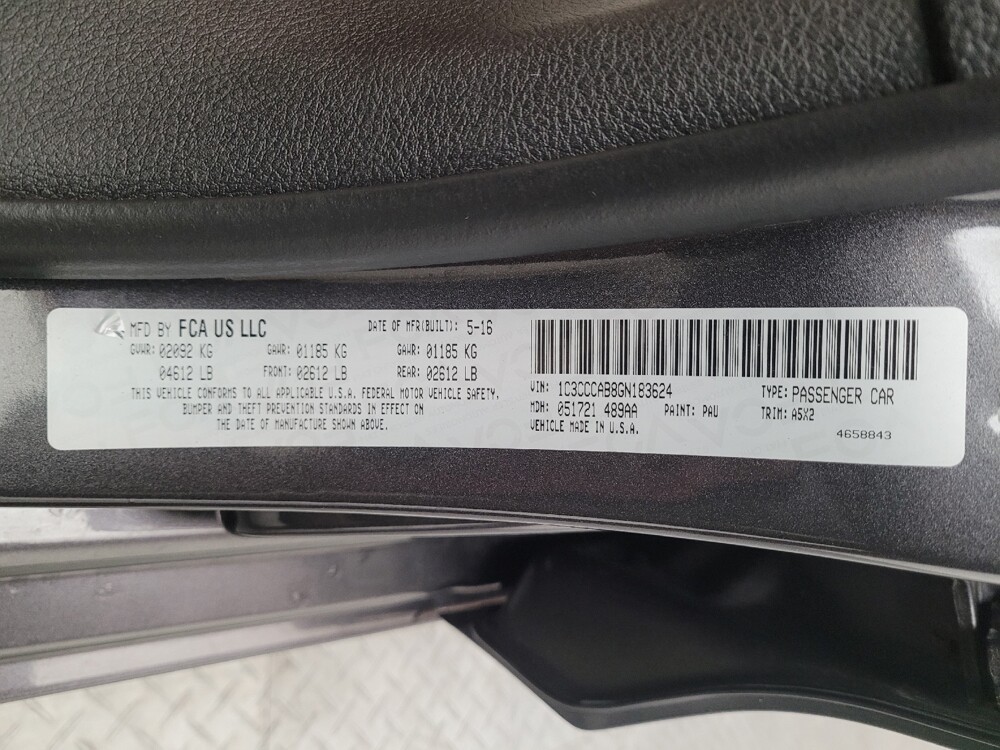 MFD BY FCA US LLC DATE OF MFR(BUILT): 5-16
GVWR: 02092 KG GAWR: 01185 KG GAWR: 01185 KG
04612 LB FRONT: 02612 LB REAR: 02612 LB
THIS VEHICLE CONFORMS TO ALL APPLICABLE U.S.A. FEDERAL MOTOR VEHICLE SAFETY,
BUMPER AND THEFT PREVENTION STANDARDS IN EFFECT ON
THE DATE OF MANUFACTURE SHOWN ABOVE.
VIN: 1C3CCCAB8GN183624 TYPE: PASSENGER CAR
MDH: 051721 489AA PAINT: PAU TRIM: A5X2
VEHICLE MADE IN U.S.A.
4658843